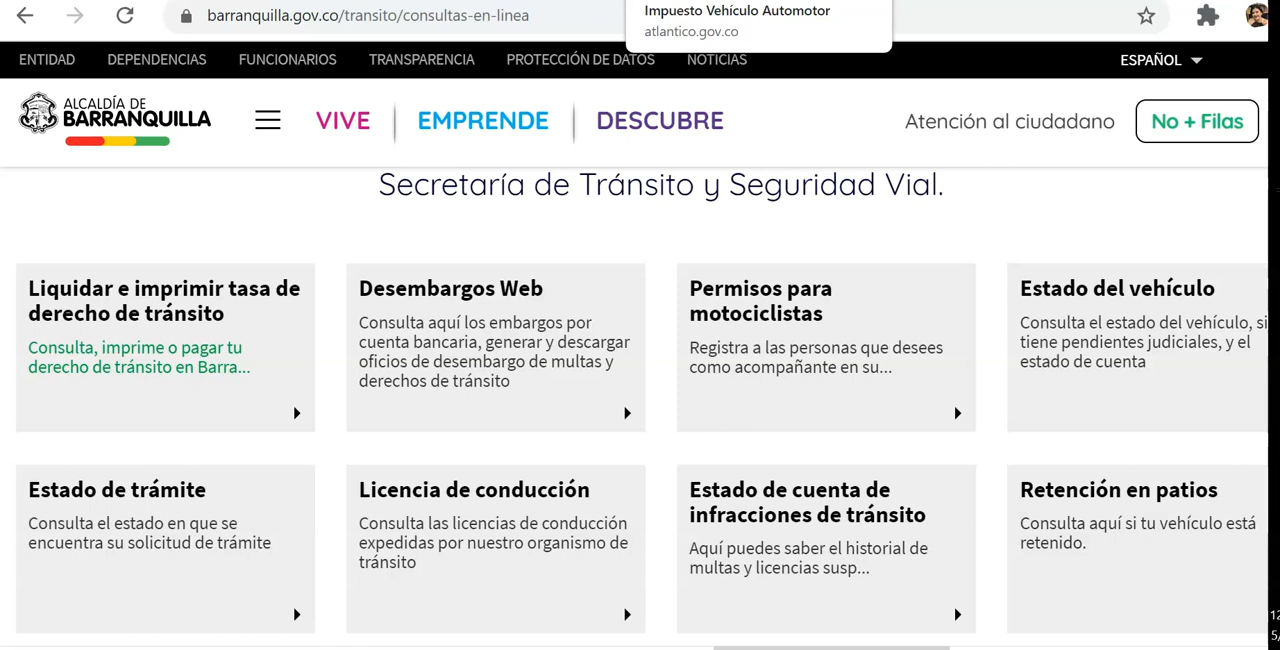 Impuesto Vehículo Automotor
atlantico.gov.co
barranquilla.gov.co/transito/consultas-en-linea
ENTIDAD DEPENDENCIAS FUNCIONARIOS TRANSPARENCIA PROTECCIÓN DE DATOS NOTICIAS ESPAÑOL
ALCALDÍA DE
BARRANQUILLA
VIVE EMPRENDE DESCUBRE Atención al ciudadano No + Filas
Secretaría de Tránsito y Seguridad Vial.
Liquidar e imprimir tasa de
derecho de tránsito
Consulta, imprime o pagar tu
derecho de tránsito en Barra...
Desembargos Web
Consulta aquí los embargos por
cuenta bancaria, generar y descargar
oficios de desembargo de multas y
derechos de tránsito
Permisos para
motociclistas
Registra a las personas que desees
como acompañante en su...
Estado del vehículo
Consulta el estado del vehículo, si
tiene pendientes judiciales, y el
estado de cuenta
Estado de trámite
Consulta el estado en que se
encuentra su solicitud de trámite
Licencia de conducción
Consulta las licencias de conducción
expedidas por nuestro organismo de
tránsito
Estado de cuenta de
infracciones de tránsito
Aquí puedes saber el historial de
multas y licencias susp...
Retención en patios
Consulta aquí si tu vehículo está
retenido.
12
5/